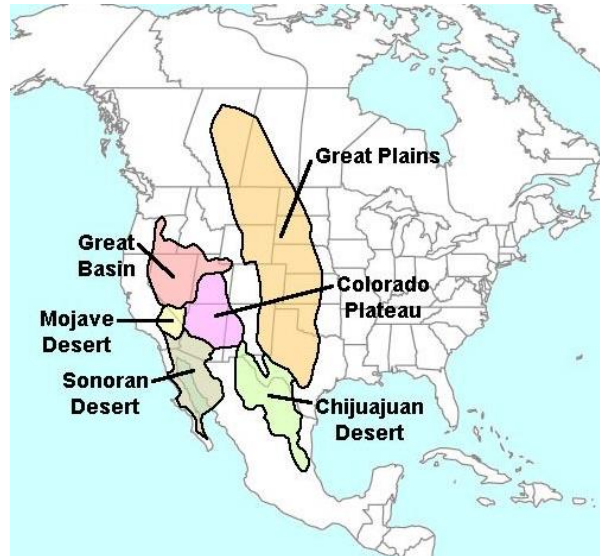 Great Plains
Great
Basin
Colorado
Plateau
Mojave
Desert
Sonoran
Desert
Chijuajuan
Desert